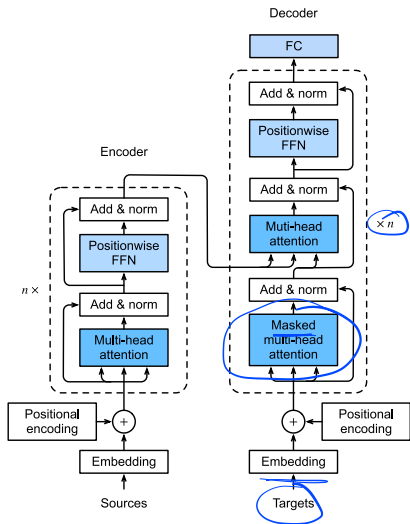 Decoder
FC
Add & norm
Positionwise
FFN
Add & norm
Muti-head
attention
× n
Add & norm
Masked
multi-head
attention
Positional
encoding
+
Embedding
Targets
Encoder
Add & norm
Positionwise
FFN
n ×
Add & norm
Multi-head
attention
Positional
encoding
+
Embedding
Sources